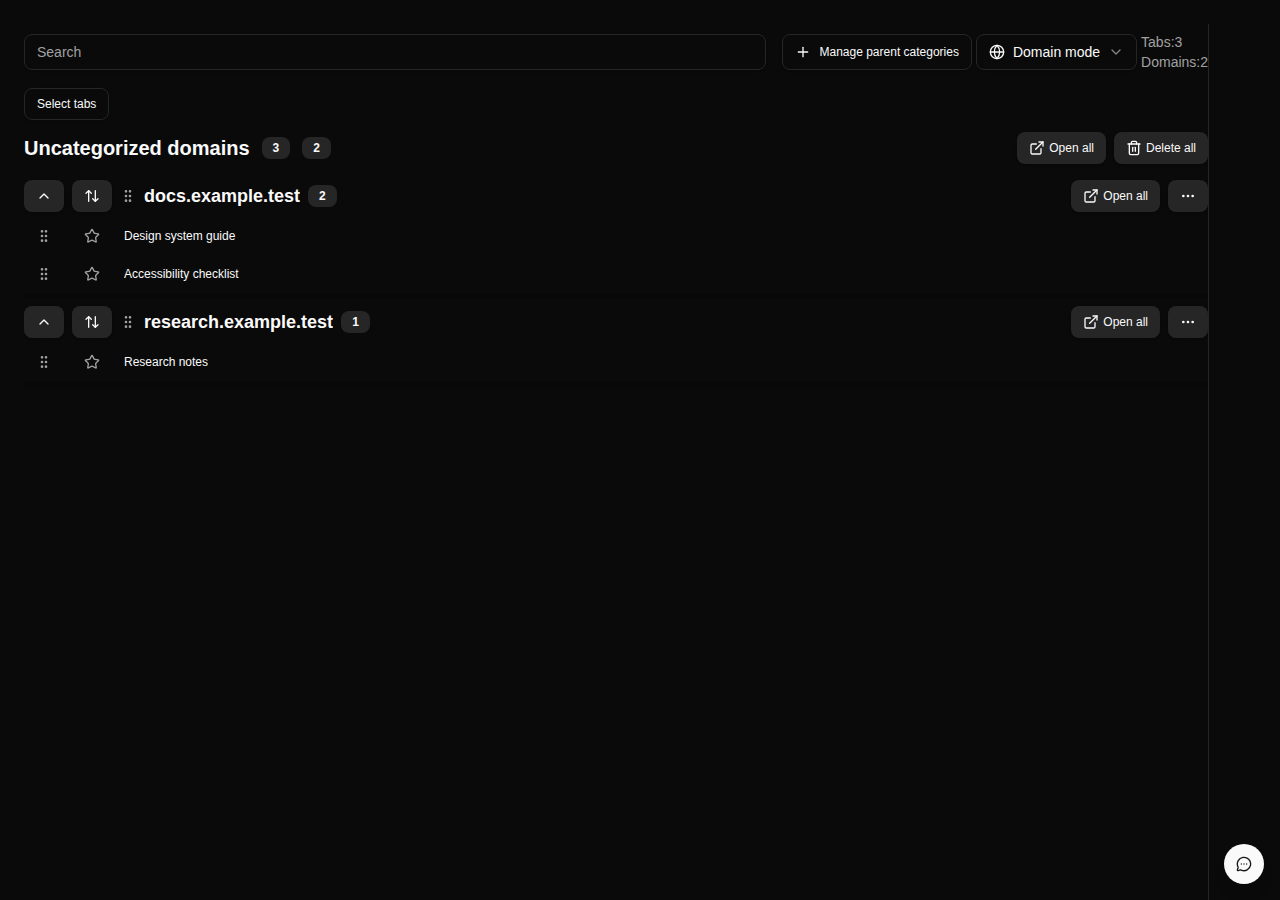 Search
Manage parent categories
Domain mode
Tabs:3
Domains:2
Select tabs
Uncategorized domains 3 2
Open all
Delete all
docs.example.test 2
Open all
Design system guide
Accessibility checklist
research.example.test 1
Open all
Research notes